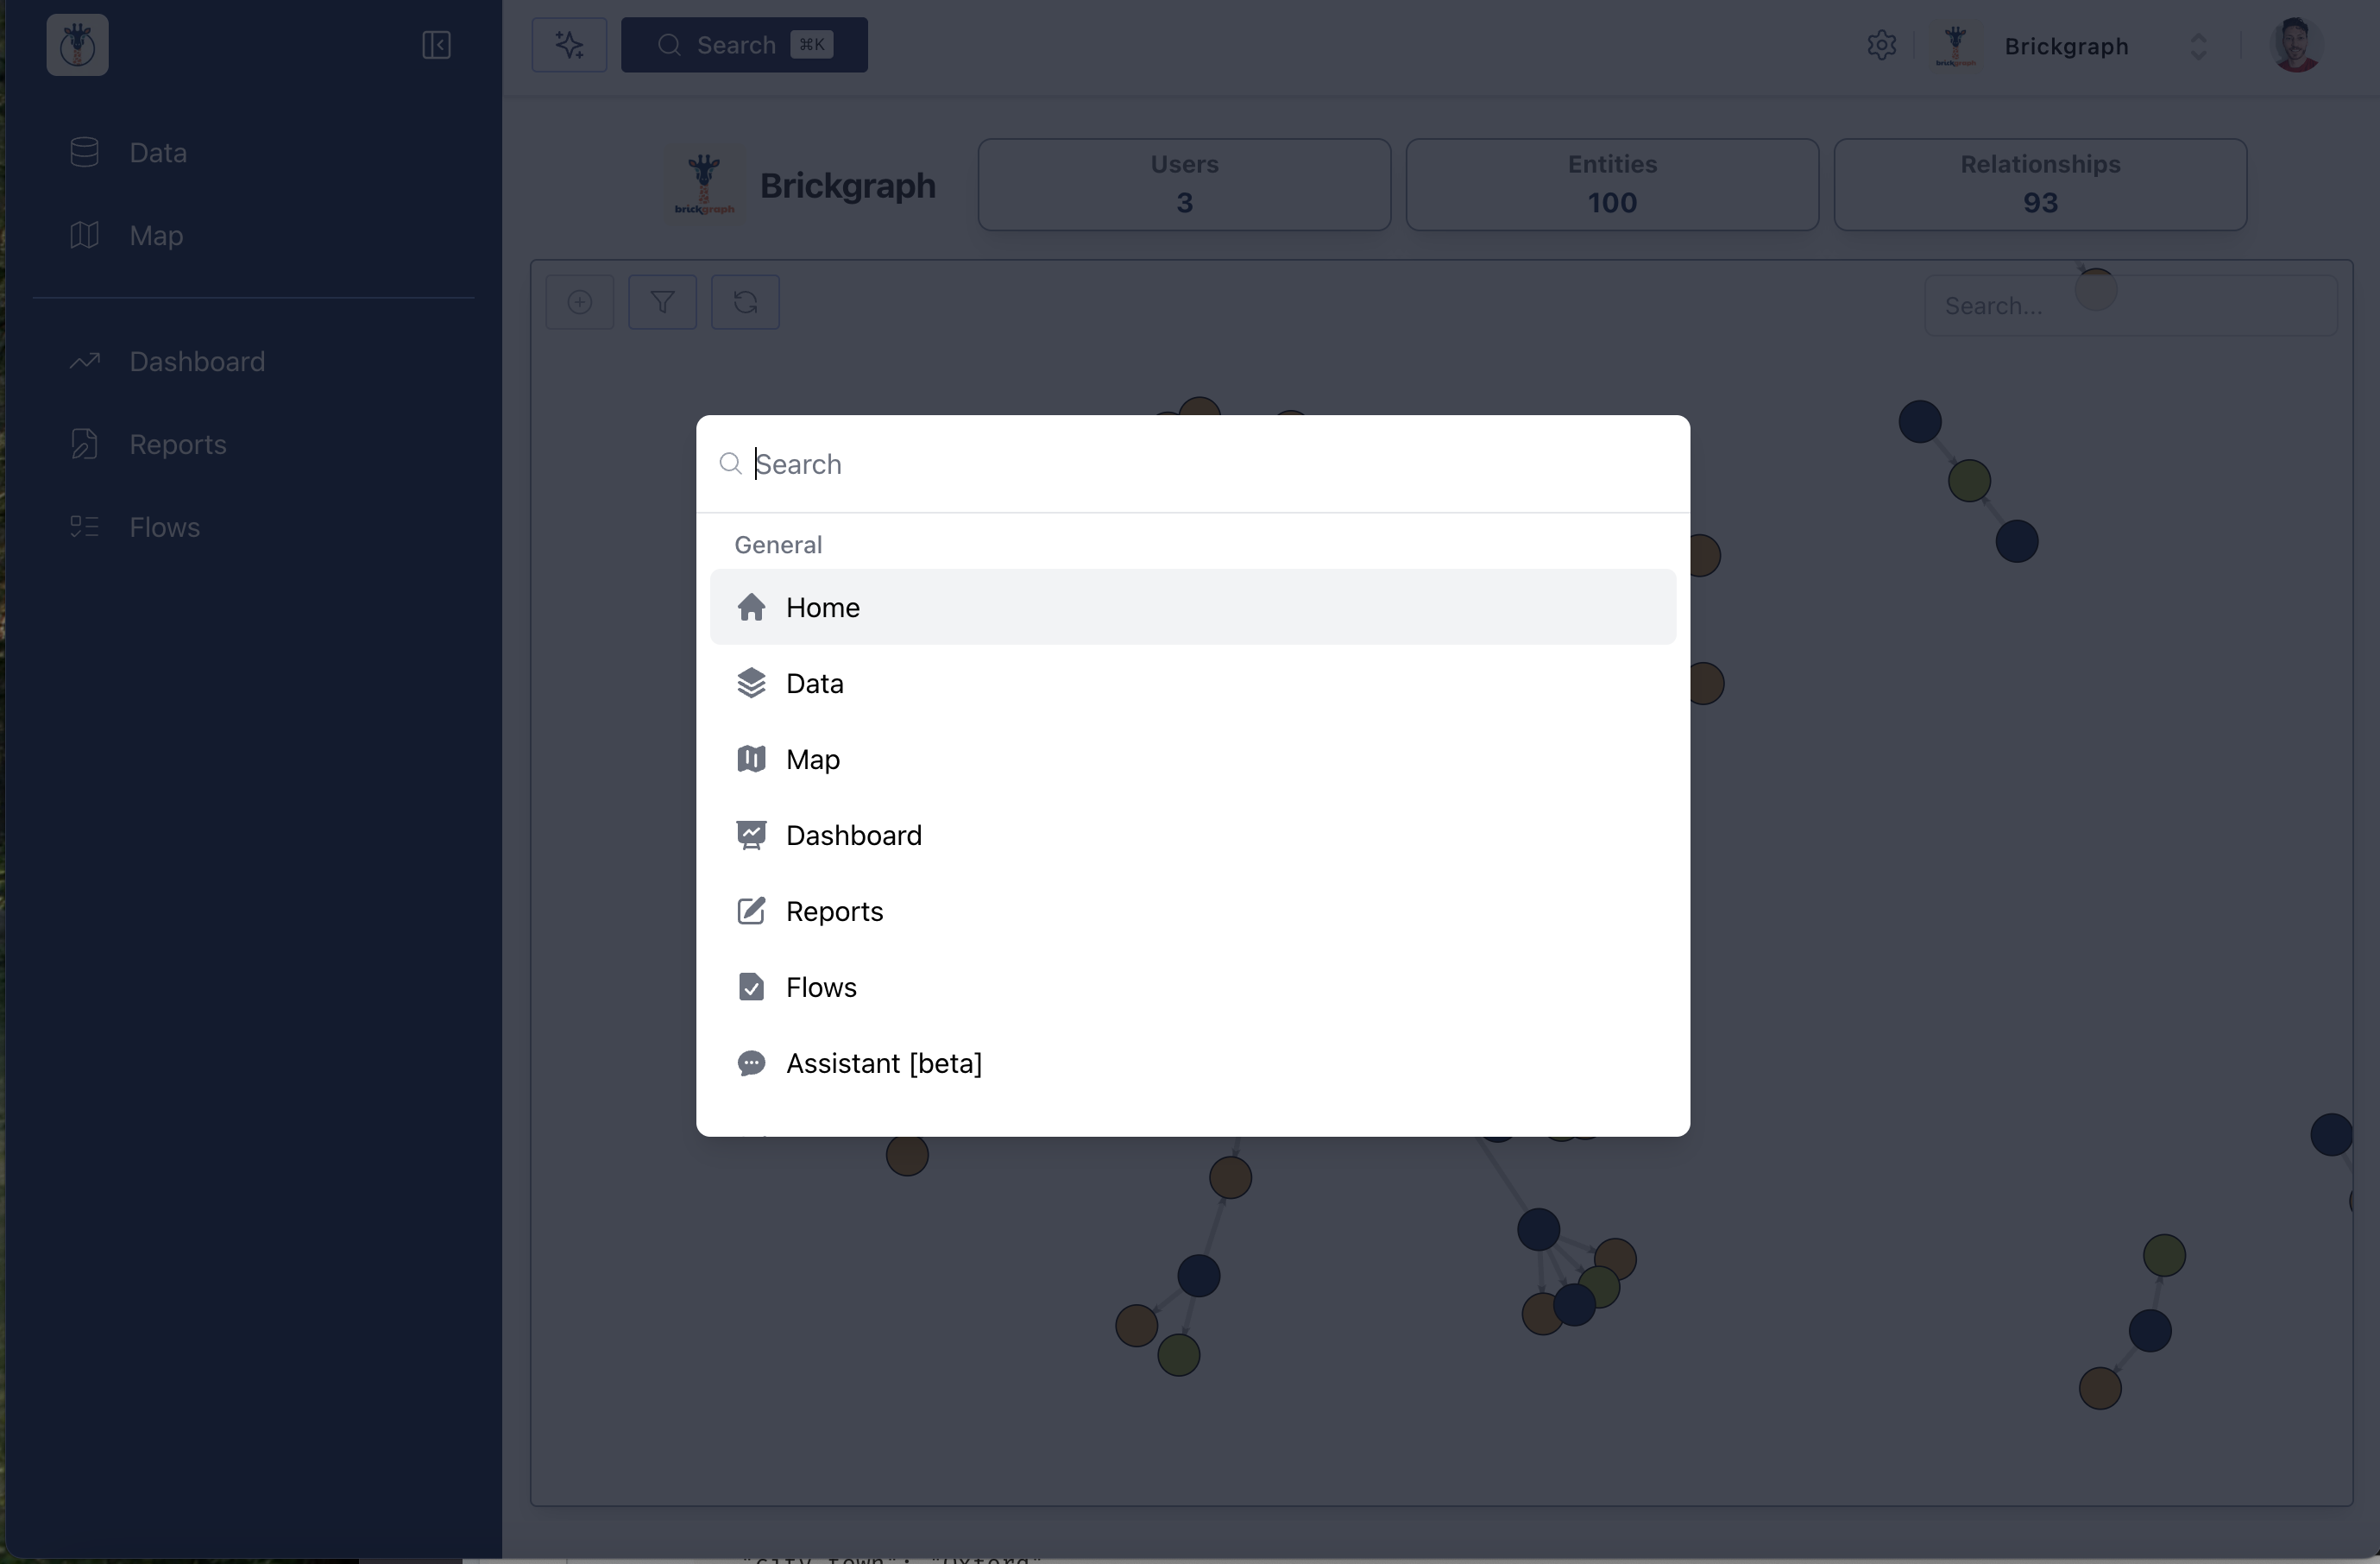 Search ⌘K
Brickgraph
Data
Map
Dashboard
Reports
Flows
brickgraph
Brickgraph
Users
3
Entities
100
Relationships
93
Search...
Search
General
Home
Data
Map
Dashboard
Reports
Flows
Assistant [beta]